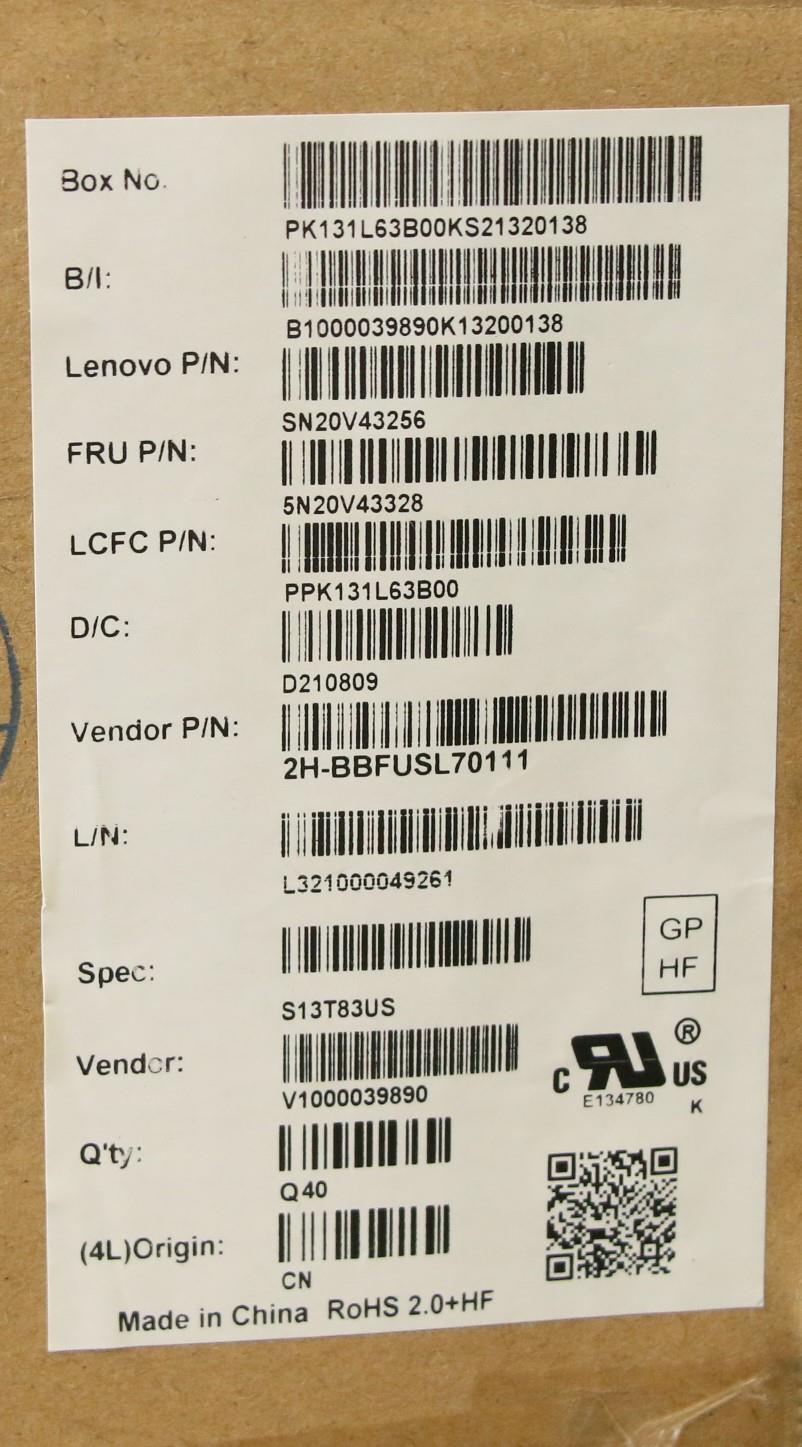 Box No.
PK131L63B00KS21320138
B/I:
B1000039890K13200138
Lenovo P/N:
SN20V43256
FRU P/N:
5N20V43328
LCFC P/N:
PPK131L63B00
D/C:
D210809
Vendor P/N:
2H-BBFUSL70111
L/N:
L321000049261
GP
HF
Spec:
S13T83US
Vendor:
V1000039890
C RU US ®
E134780
K
Q'ty:
Q40
(4L)Origin:
CN
Made in China RoHS 2.0+HF